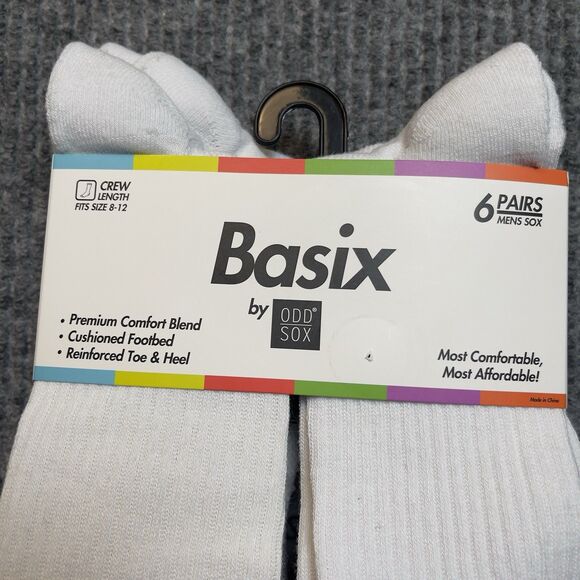 CREW
LENGTH
FITS SIZE 8-12
6 PAIRS
MENS SOX
Basix
by ODD®
SOX
• Premium Comfort Blend
• Cushioned Footbed
• Reinforced Toe & Heel
Most Comfortable,
Most Affordable!
Made in China